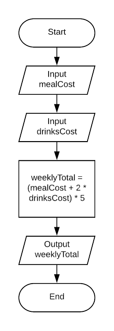 Start
Input
mealCost
Input
drinksCost
weeklyTotal =
(mealCost + 2 *
drinksCost) * 5
Output
weeklyTotal
End